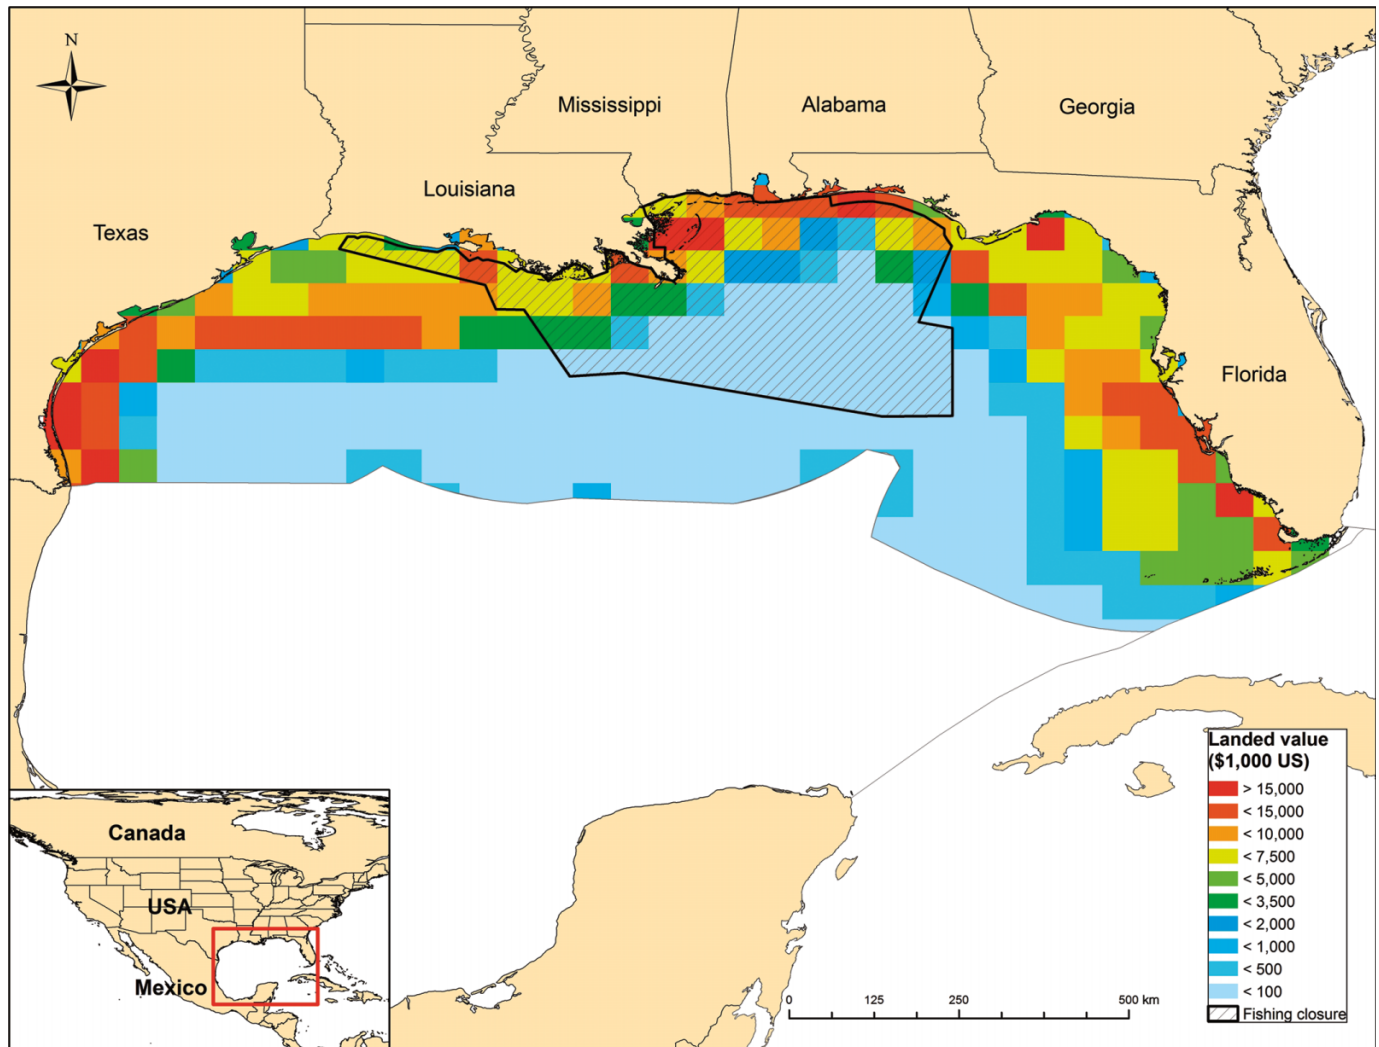 N
Mississippi
Alabama
Georgia
Louisiana
Texas
Florida
Landed value
($1,000 US)
> 15,000
< 15,000
< 10,000
< 7,500
< 5,000
< 3,500
< 2,000
< 1,000
< 500
< 100
Fishing closure
Canada
USA
Mexico
0 125 250 500 km